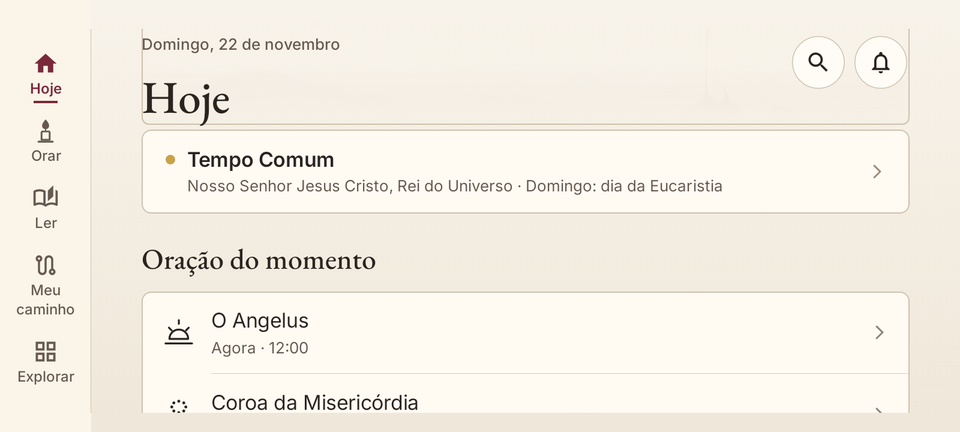 Domingo, 22 de novembro
Hoje
Hoje
Orar
Ler
Meu
caminho
Explorar
Tempo Comum
Nosso Senhor Jesus Cristo, Rei do Universo · Domingo: dia da Eucaristia
Oração do momento
O Angelus
Agora · 12:00
Coroa da Misericórdia